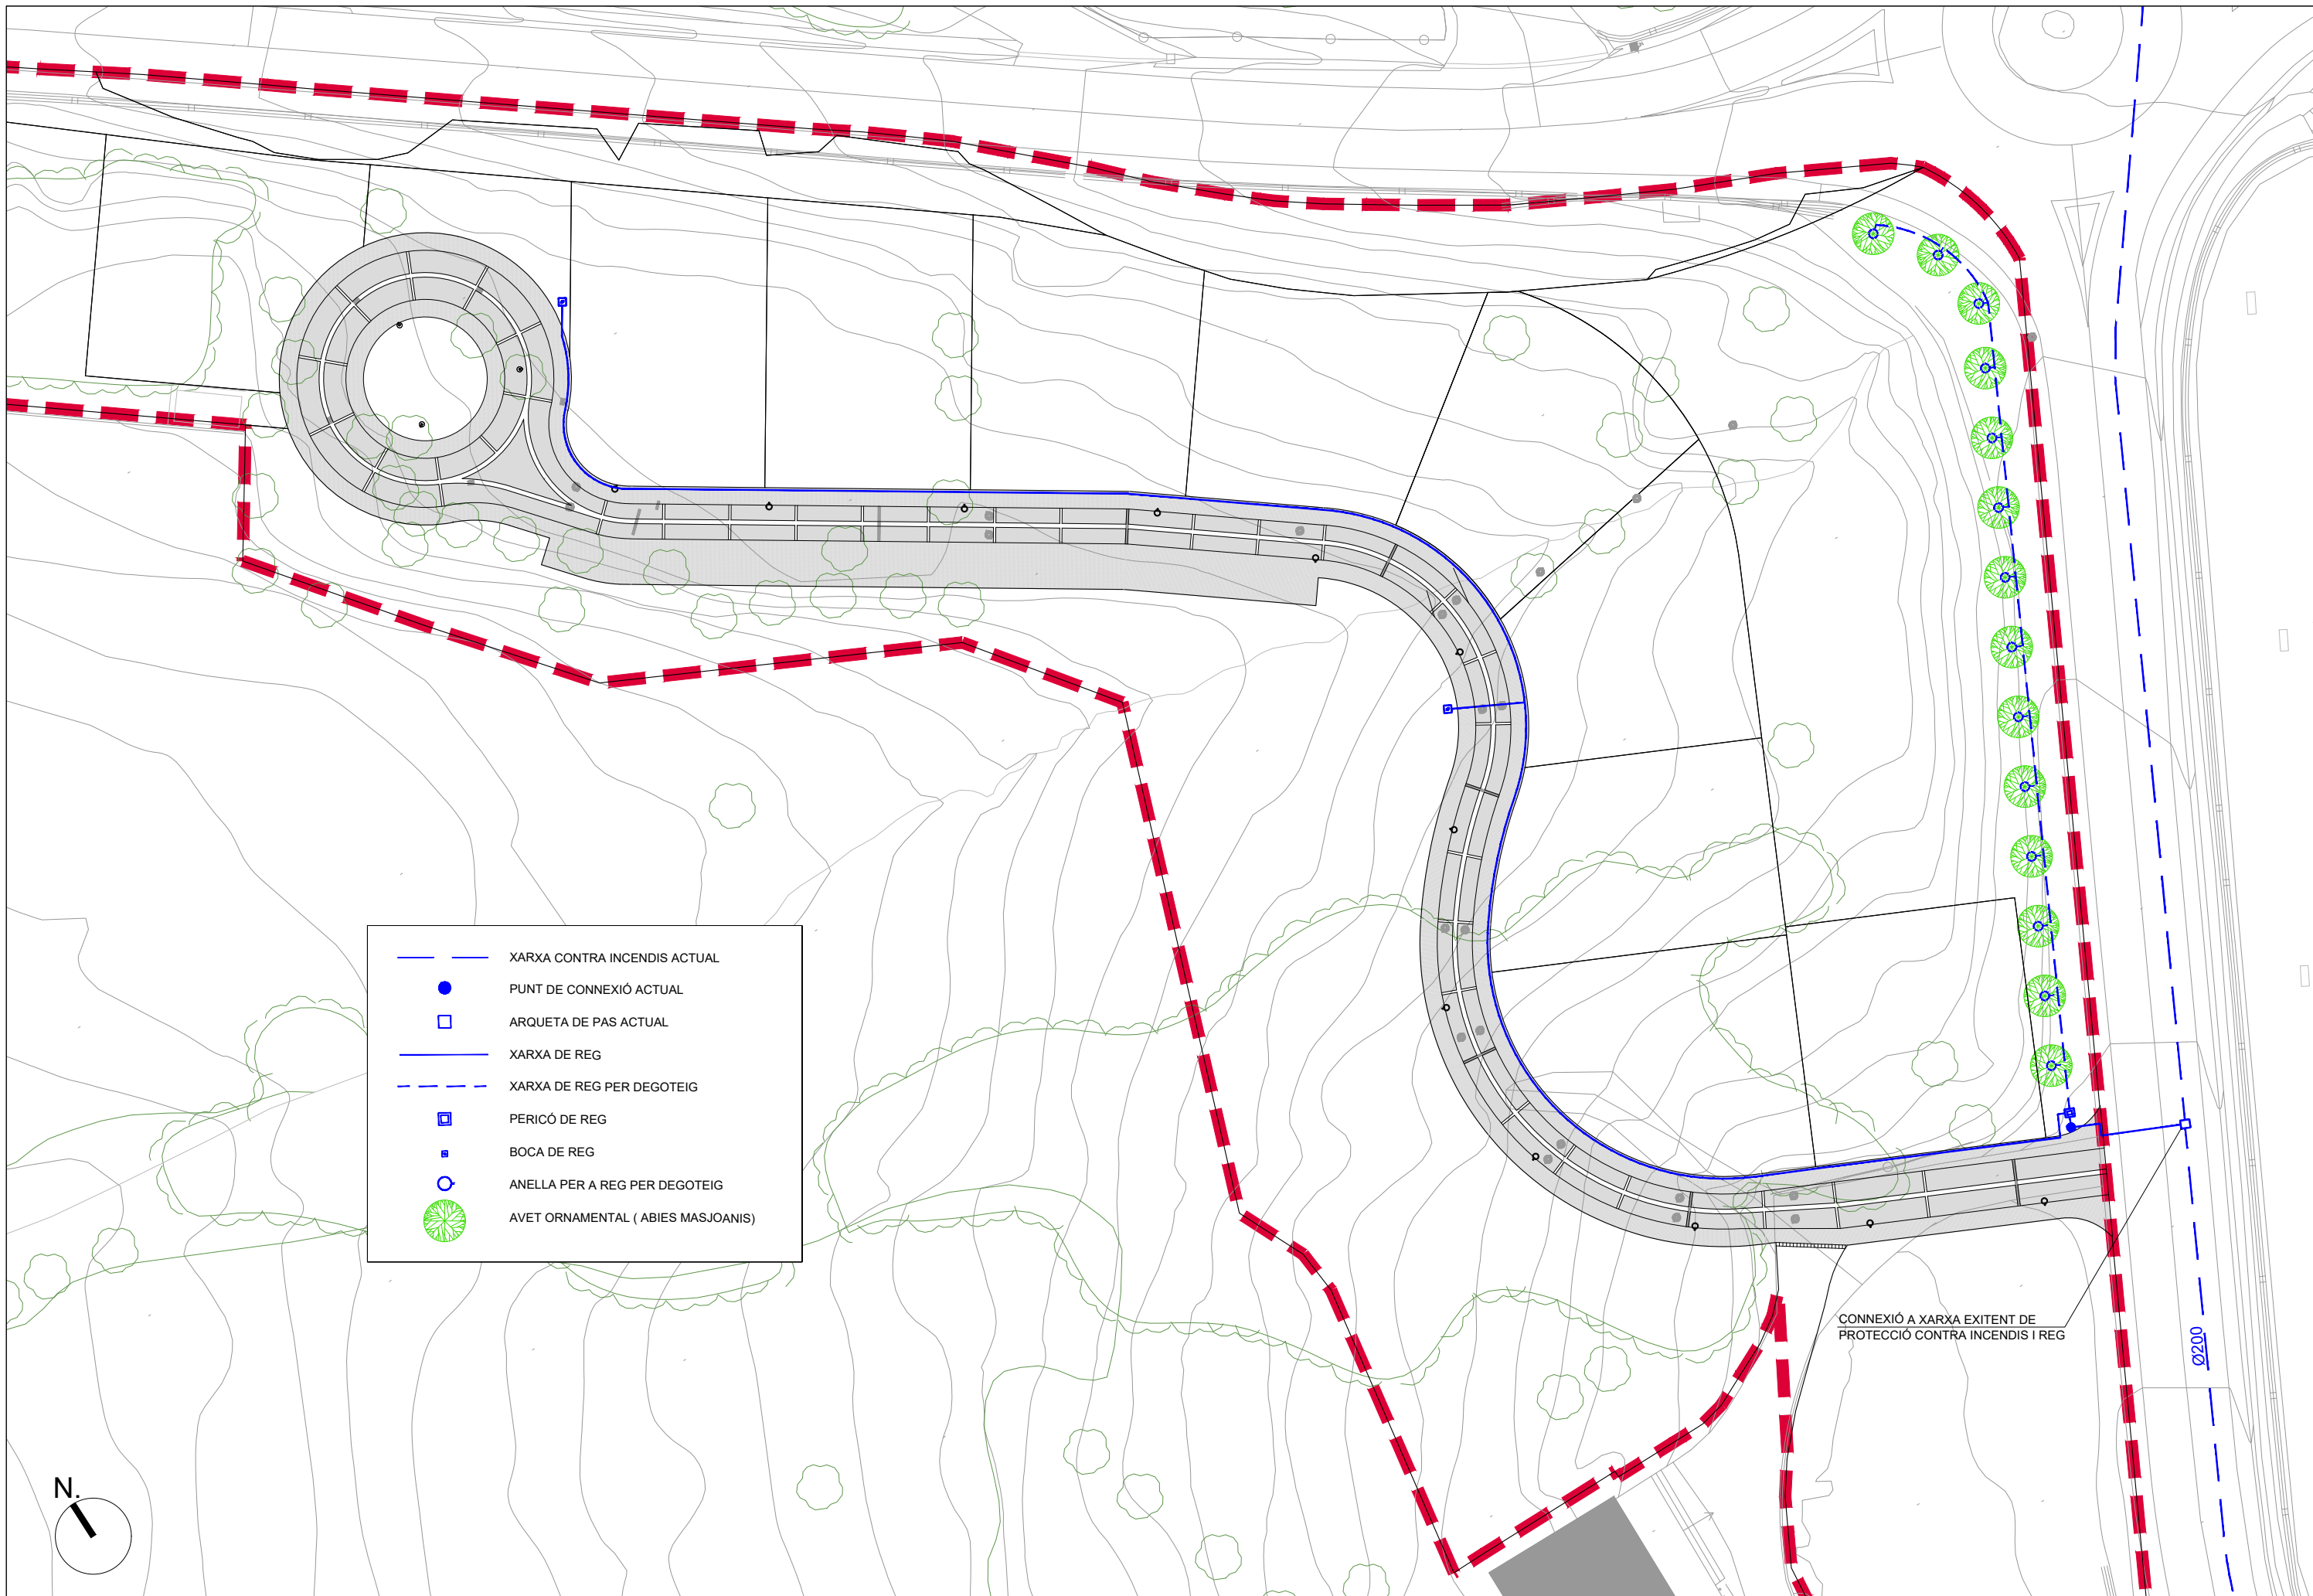 XARXA CONTRA INCENDIS ACTUAL
PUNT DE CONNEXIÓ ACTUAL
ARQUETA DE PAS ACTUAL
XARXA DE REG
XARXA DE REG PER DEGOTEIG
PERICÓ DE REG
BOCA DE REG
ANELLA PER A REG PER DEGOTEIG
AVET ORNAMENTAL ( ABIES MASJOANIS)
CONNEXIÓ A XARXA EXITENT DE
PROTECCIÓ CONTRA INCENDIS I REG
Ø200
N.